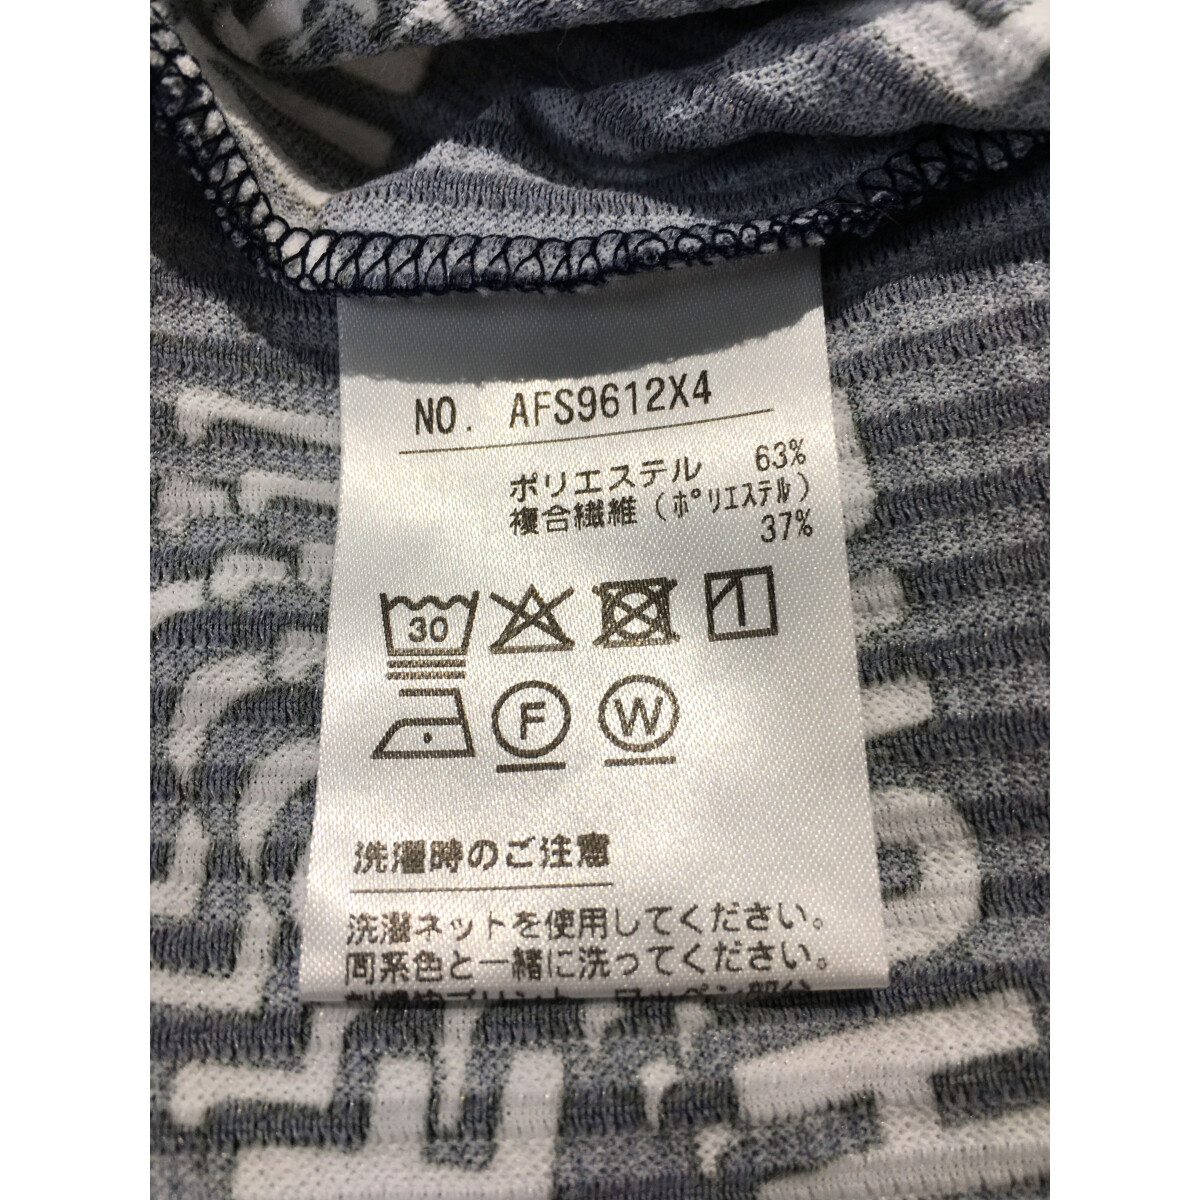 NO. AFS9612X4
ポリエステル 63%
複合繊維(ポリエステル)
37%
30
F W
洗濯時のご注意
洗濯ネットを使用してください。
同系色と一緒に洗ってください。